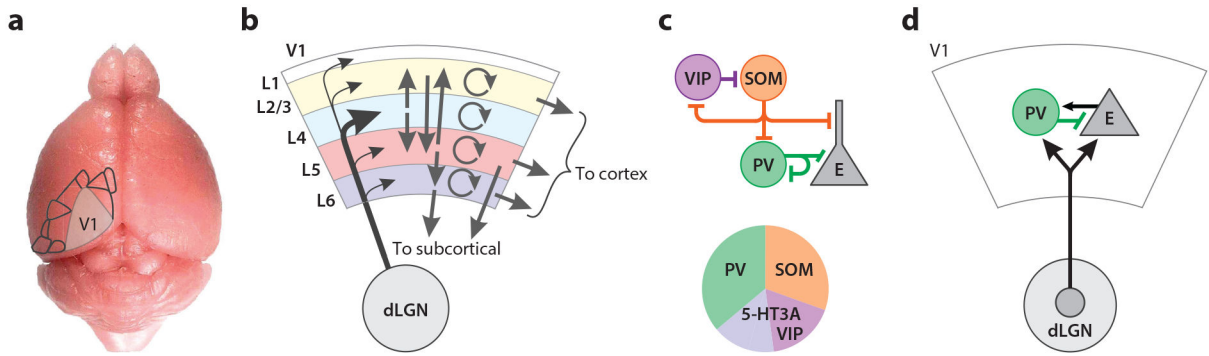 a
V1
b
V1
L1
L2/3
L4
L5
L6
To cortex
To subcortical
dLGN
c
VIP
SOM
PV
E
PV
SOM
5-HT3A
VIP
d
V1
PV
E
dLGN